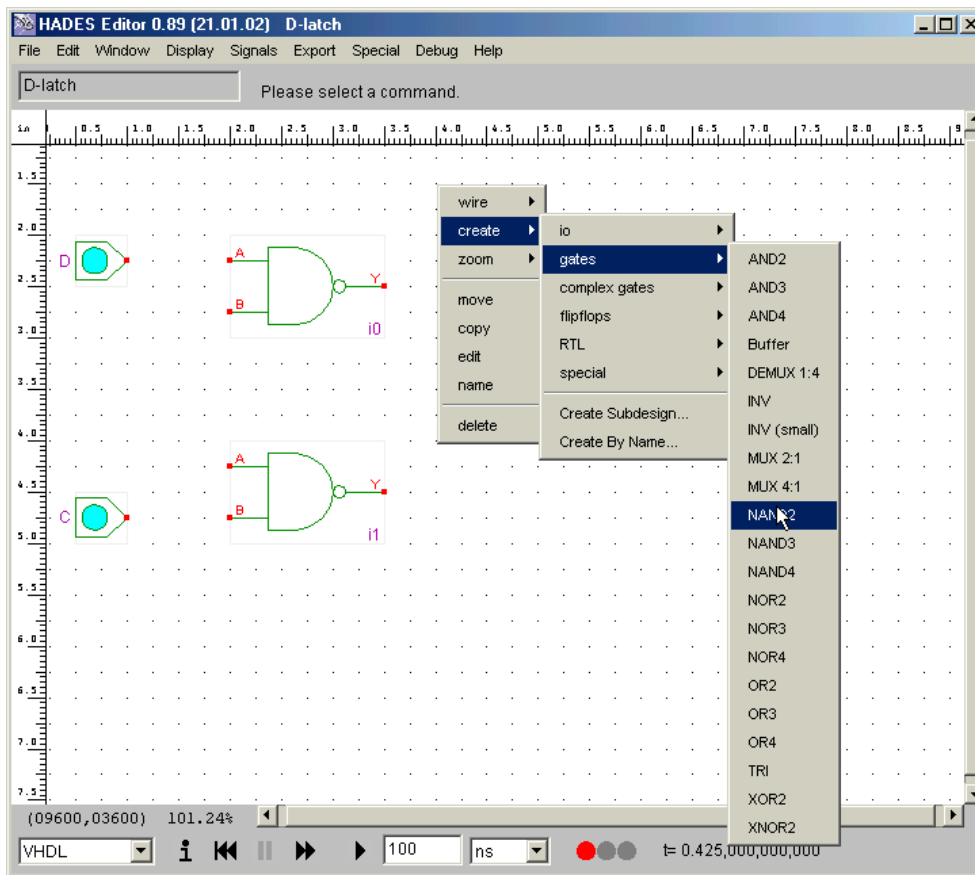 HADES Editor 0.89 (21.01.02) D-latch
File Edit Window Display Signals Export Special Debug Help
D-latch
Please select a command.
in 0.5 1.0 1.5 2.0 2.5 3.0 3.5 4.0 4.5 5.0 5.5 6.0 6.5 7.0 7.5 8.0 8.5 9
1.5
2.0
2.5
3.0
3.5
4.0
4.5
5.0
5.5
6.0
6.5
7.0
7.5
D
A
B
Y
i0
C
A
B
Y
i1
wire
create
zoom
move
copy
edit
name
delete
io
gates
complex gates
flipflops
RTL
special
Create Subdesign...
Create By Name...
AND2
AND3
AND4
Buffer
DEMUX 1:4
INV
INV (small)
MUX 2:1
MUX 4:1
NAND2
NAND3
NAND4
NOR2
NOR3
NOR4
OR2
OR3
OR4
TRI
XOR2
XNOR2
(09600,03600) 101.24%
VHDL
i
100
ns
t= 0.425,000,000,000